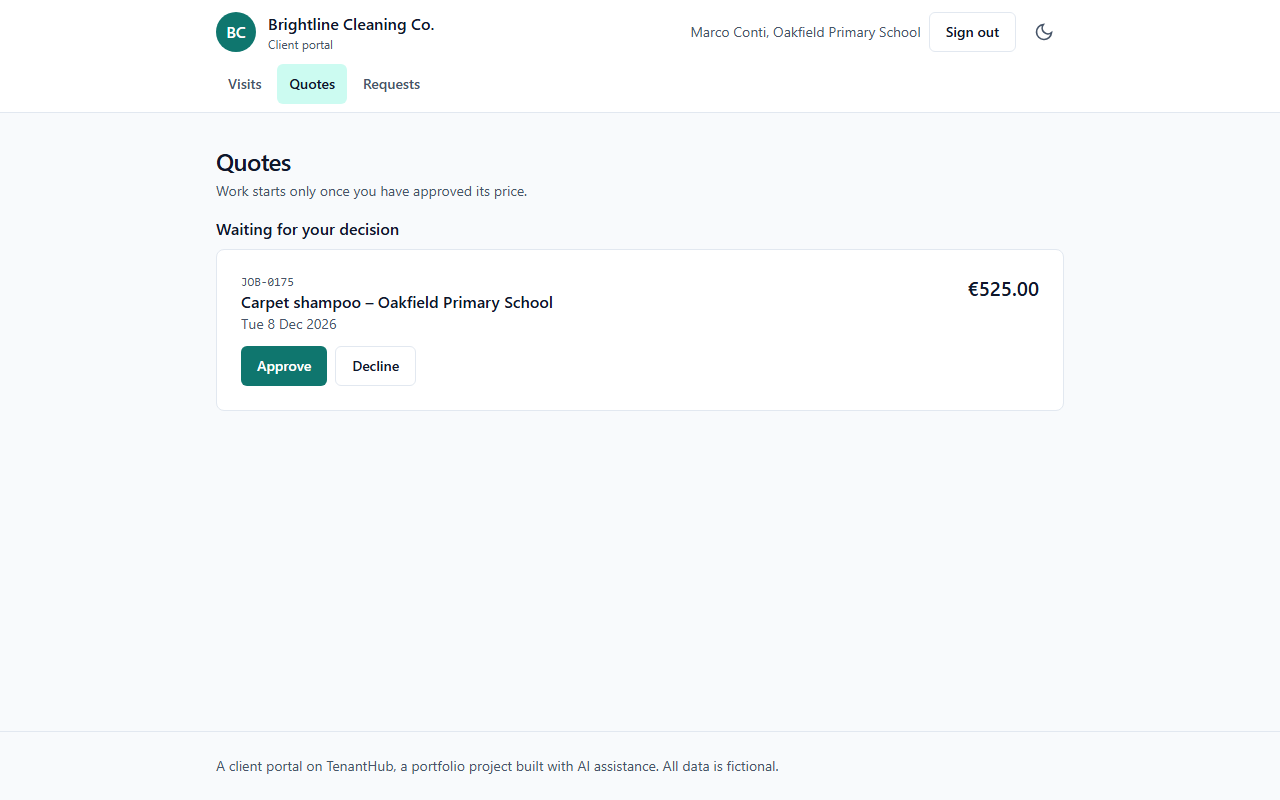 BC
Brightline Cleaning Co.
Client portal
Marco Conti, Oakfield Primary School
Sign out
Visits
Quotes
Requests
Quotes
Work starts only once you have approved its price.
Waiting for your decision
JOB-0175
Carpet shampoo – Oakfield Primary School
Tue 8 Dec 2026
€525.00
Approve
Decline
A client portal on TenantHub, a portfolio project built with AI assistance. All data is fictional.